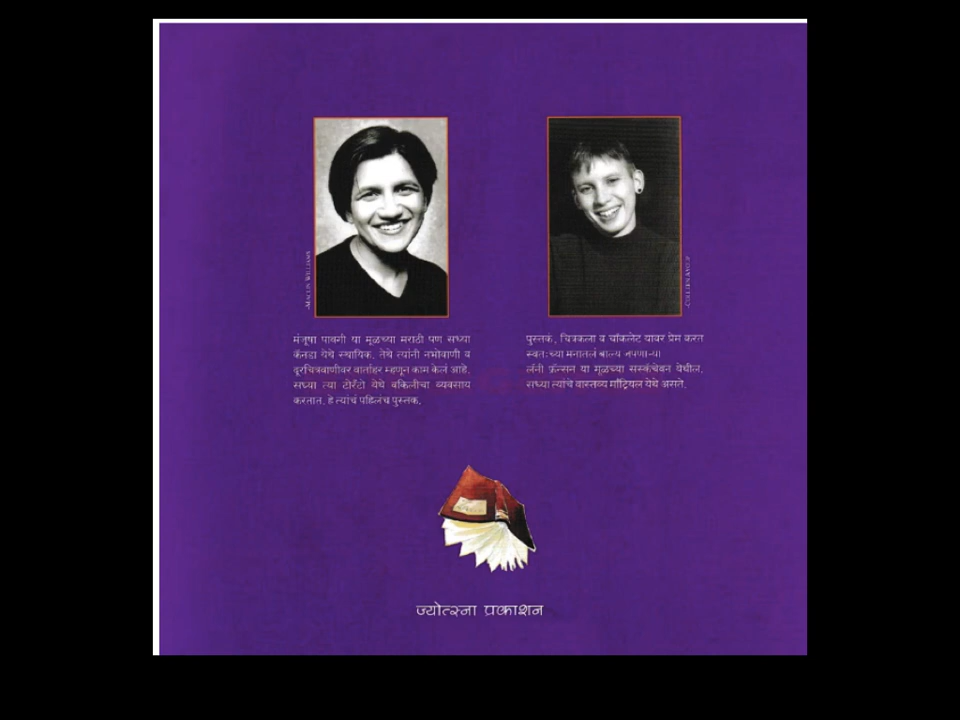 -MACLIN WILLIAMS
मंजूषा पावगी या मूळच्या मराठी पण सध्या
कॅनडा येथे स्थायिक. तेथे त्यांनी नभोवाणी व
दूरचित्रवाणीवर वार्ताहर म्हणून काम केलं आहे.
सध्या त्या टोरँटो येथे वकिलीचा व्यवसाय
करतात. हे त्यांचं पहिलंच पुस्तक.
पुस्तकं, चित्रकला व चॉकलेट यावर प्रेम करत
स्वतःच्या मनातलं बाल्य जपणाऱ्या
लॅनी फ्रॅन्सन या मूळच्या सस्कॅचेवन येथील.
सध्या त्यांचे वास्तव्य माँट्रियल येथे असते.
ज्योत्स्ना प्रकाशन